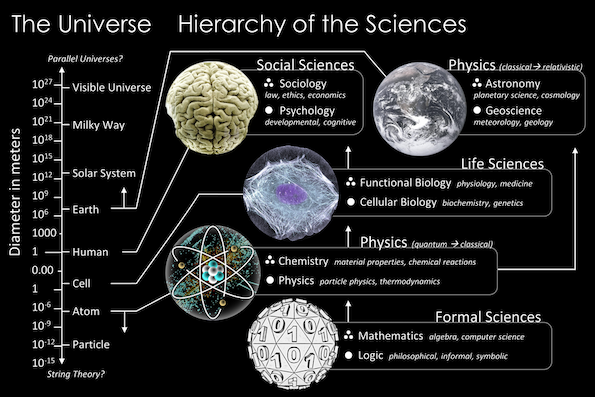 The Universe Hierarchy of the Sciences
Parallel Universes?
Diameter in meters
10^27
Visible Universe
10^24
10^21
Milky Way
10^18
10^15
10^12
Solar System
10^9
10^6
Earth
1000
1
Human
0.00
1
Cell
10^-6
Atom
10^-9
10^-12
Particle
10^-15
String Theory?
Social Sciences
Sociology
law, ethics, economics
Psychology
developmental, cognitive
Physics (classical → relativistic)
Astronomy
planetary science, cosmology
Geoscience
meteorology, geology
Life Sciences
Functional Biology physiology, medicine
Cellular Biology biochemistry, genetics
Physics (quantum → classical)
Chemistry material properties, chemical reactions
Physics particle physics, thermodynamics
Formal Sciences
Mathematics algebra, computer science
Logic philosophical, informal, symbolic